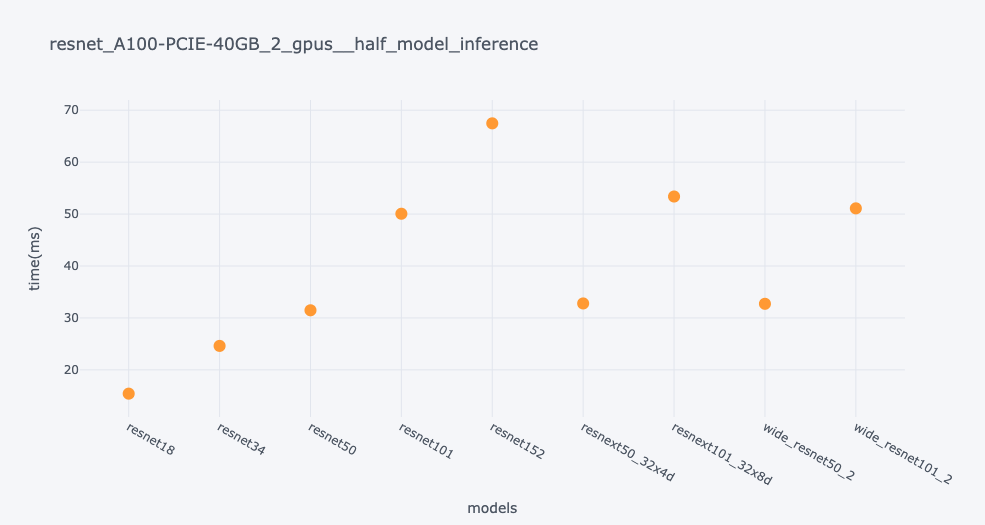 resnet_A100-PCIE-40GB_2_gpus__half_model_inference
70
60
50
40
30
20
time(ms)
resnet18
resnet34
resnet50
resnet101
resnet152
resnext50_32x4d
resnext101_32x8d
wide_resnet50_2
wide_resnet101_2
models